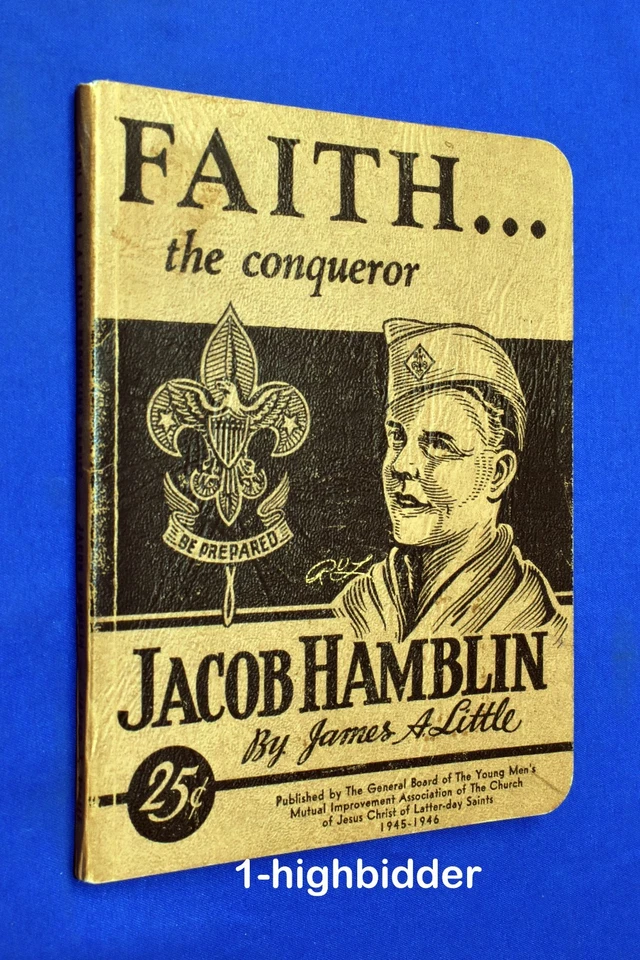 FAITH...
the conqueror
BE PREPARED
JACOB HAMBLIN
By James A. Little
25¢
Published by The General Board of The Young Men's
Mutual Improvement Association of The Church
of Jesus Christ of Latter-day Saints
1945-1946
1-highbidder